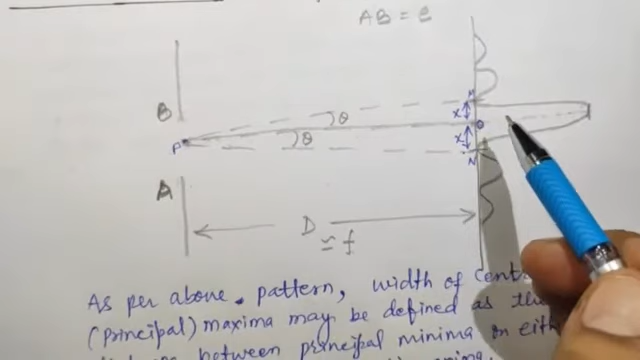 AB = e
B
M
θ
x
O
P
θ
x
N
A
D
≃ f
As per above pattern, width of Cent
(principal) maxima may be defined as the
between principal minima on eith